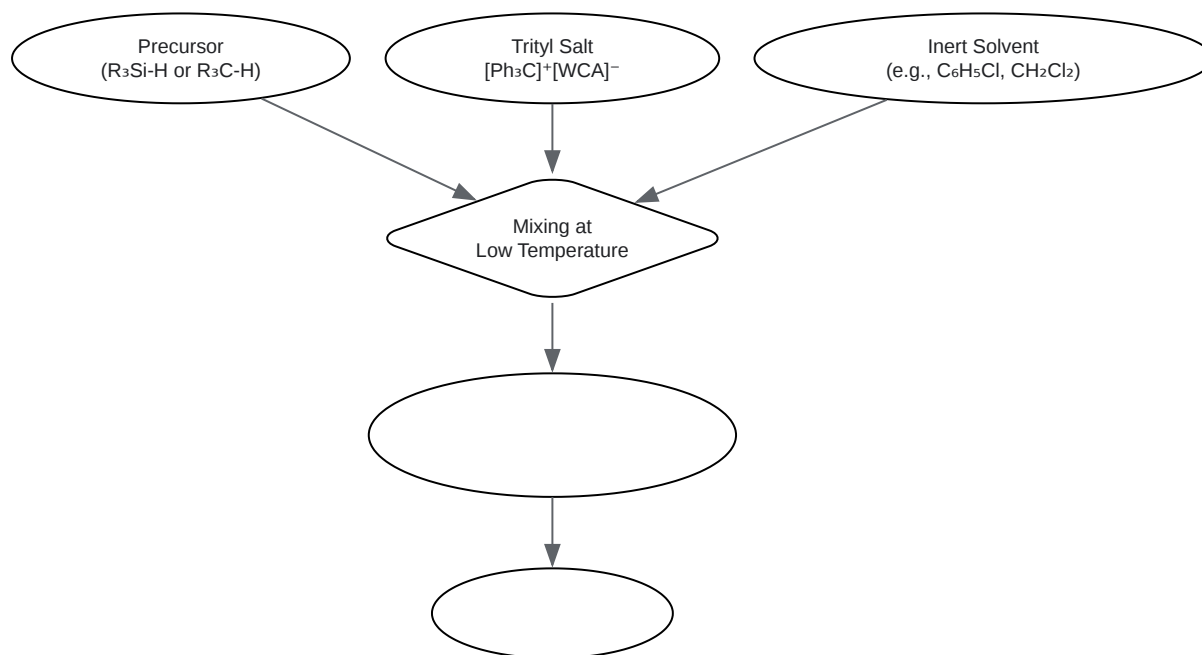 Precursor
(R₃Si-H or R₃C-H)
Trityl Salt
[Ph₃C]⁺[WCA]⁻
Inert Solvent
(e.g., C₆H₅Cl, CH₂Cl₂)
Mixing at
Low Temperature